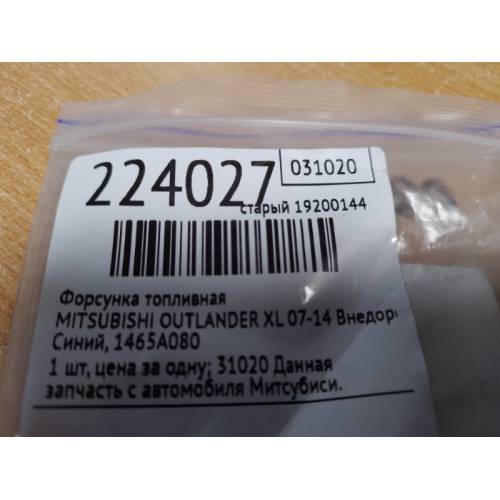 224027
031020
старый 19200144
Форсунка топливная
MITSUBISHI OUTLANDER XL 07-14 Внедор
Синий, 1465A080
1 шт, цена за одну; 31020 Данная
запчасть с автомобиля Митсубиси.